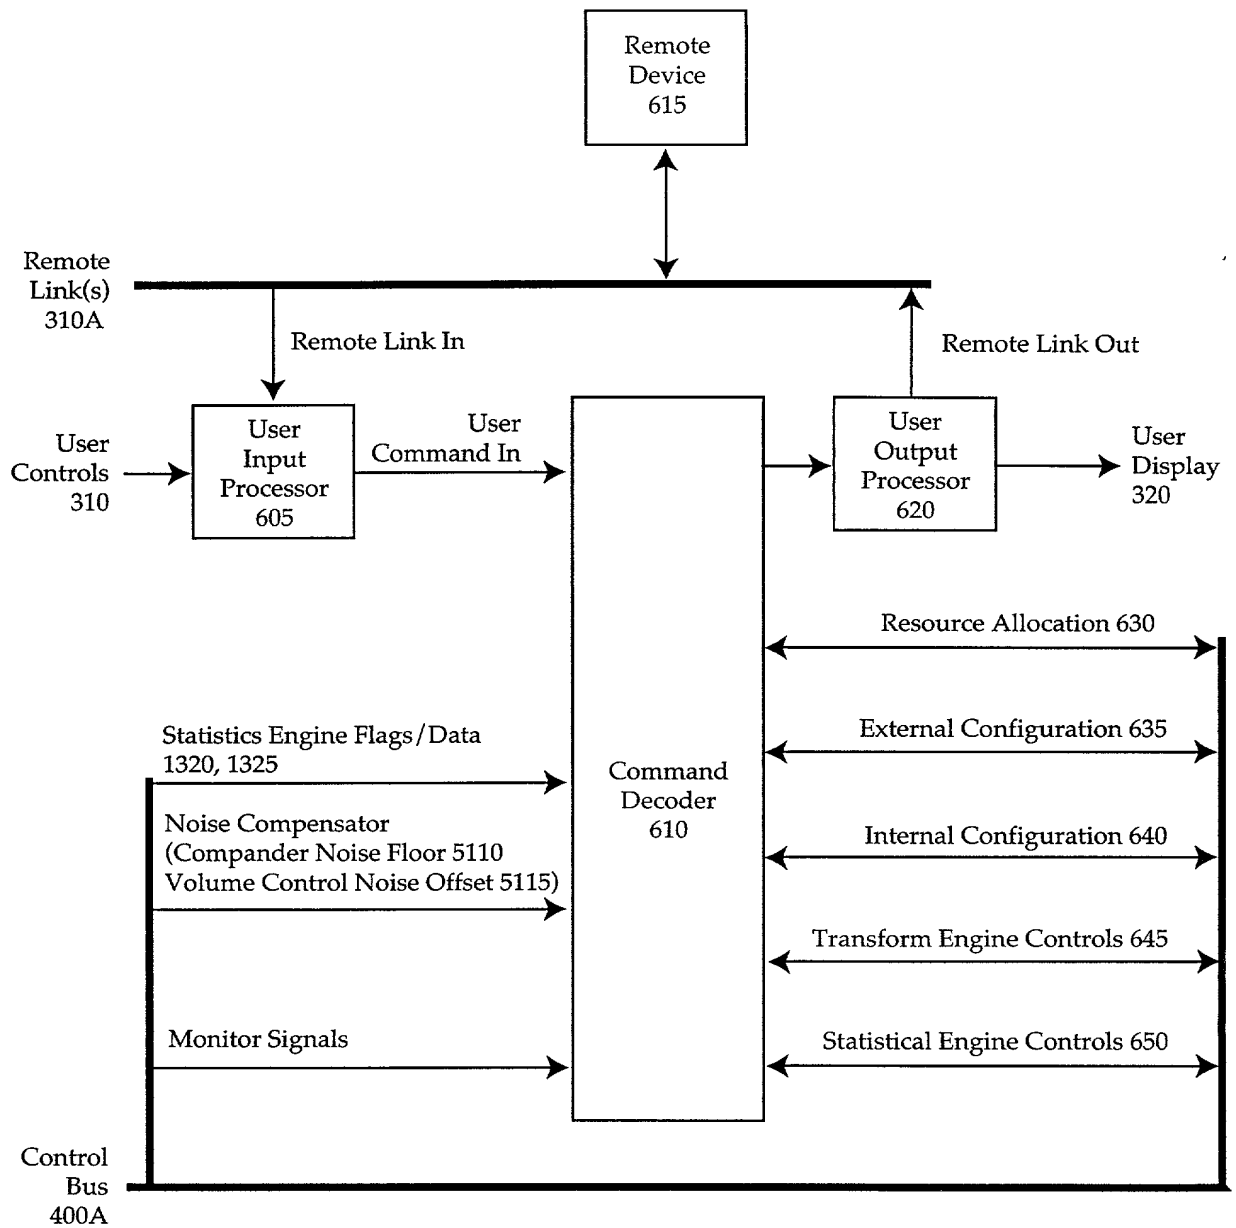 Remote
Device
615
Remote
Link(s)
310A
Remote Link In
Remote Link Out
User
Controls
310
User
Input
Processor
605
User
Command In
User
Output
Processor
620
User
Display
320
Resource Allocation 630
Statistics Engine Flags/Data
1320, 1325
External Configuration 635
Command
Decoder
610
Noise Compensator
(Compander Noise Floor 5110
Volume Control Noise Offset 5115)
Internal Configuration 640
Transform Engine Controls 645
Monitor Signals
Statistical Engine Controls 650
Control
Bus
400A